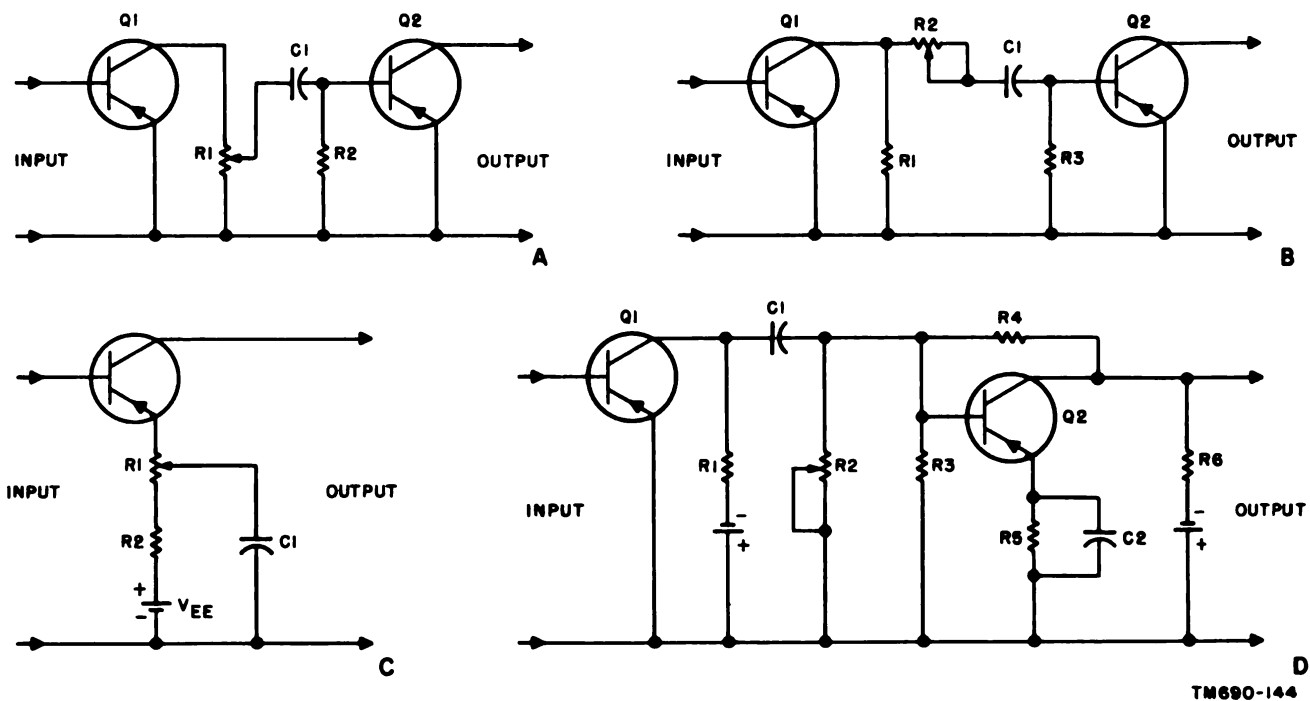 Q1
Q2
C1
INPUT
R1
R2
OUTPUT
A
Q1
R2
C1
Q2
INPUT
R1
R3
OUTPUT
B
R1
INPUT
OUTPUT
R2
C1
+
-
VEE
C
Q1
C1
R4
Q2
R1
R2
R3
R6
INPUT
-
+
R5
C2
-
+
OUTPUT
D
TM690-144